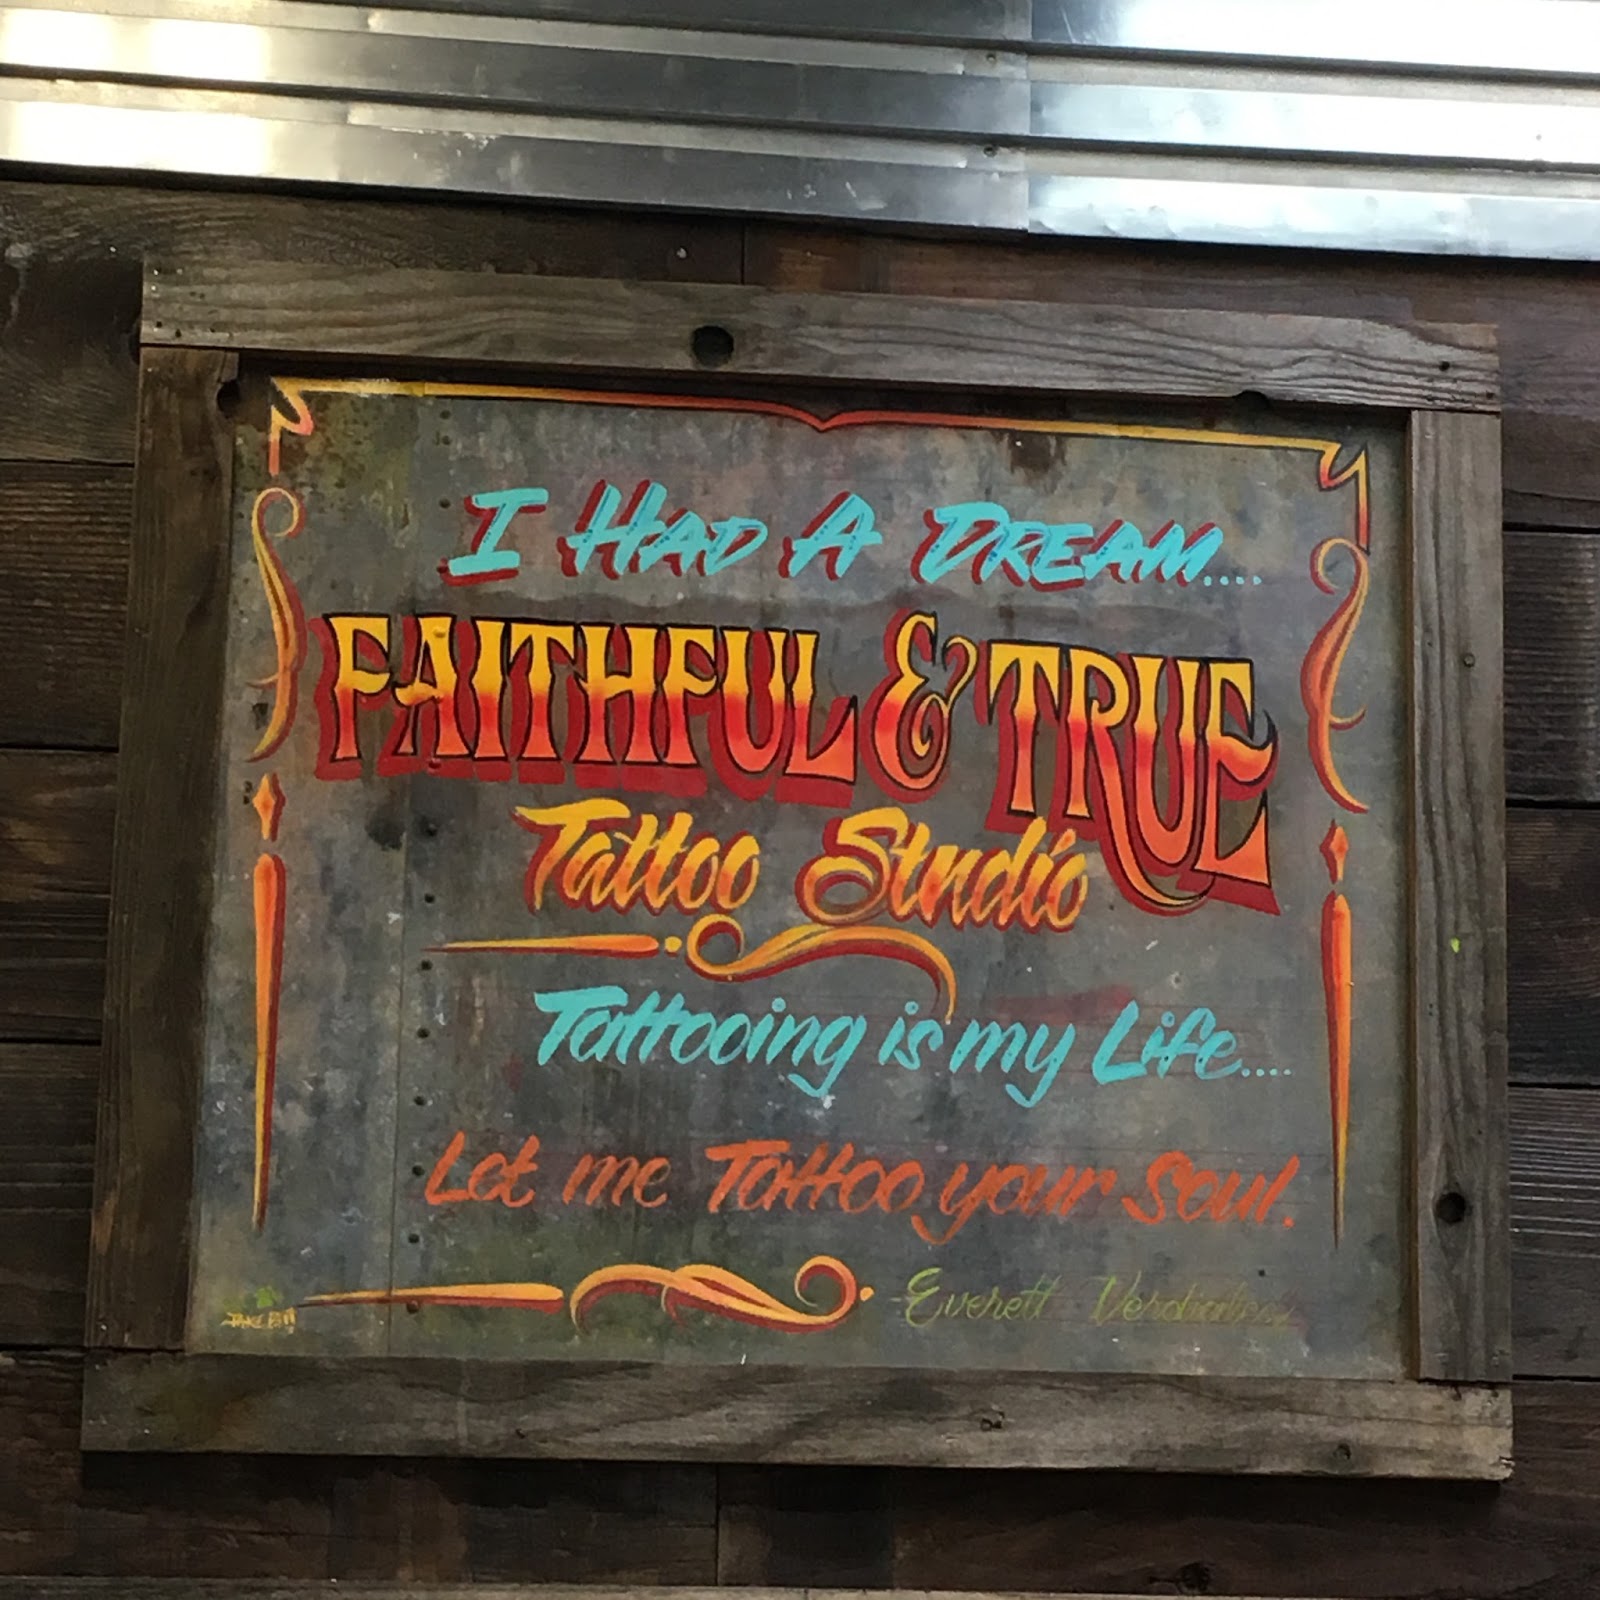 I HAD A DREAM....
FAITHFUL & TRUE
Tattoo Studio
Tattooing is my Life....
Let me Tattoo your Soul.
-Everett